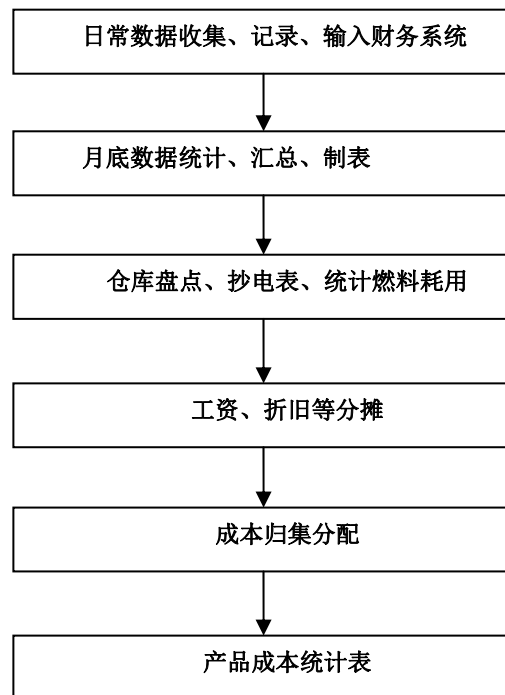 日常数据收集、记录、输入财务系统
月底数据统计、汇总、制表
仓库盘点、抄电表、统计燃料耗用
工资、折旧等分摊
成本归集分配
产品成本统计表